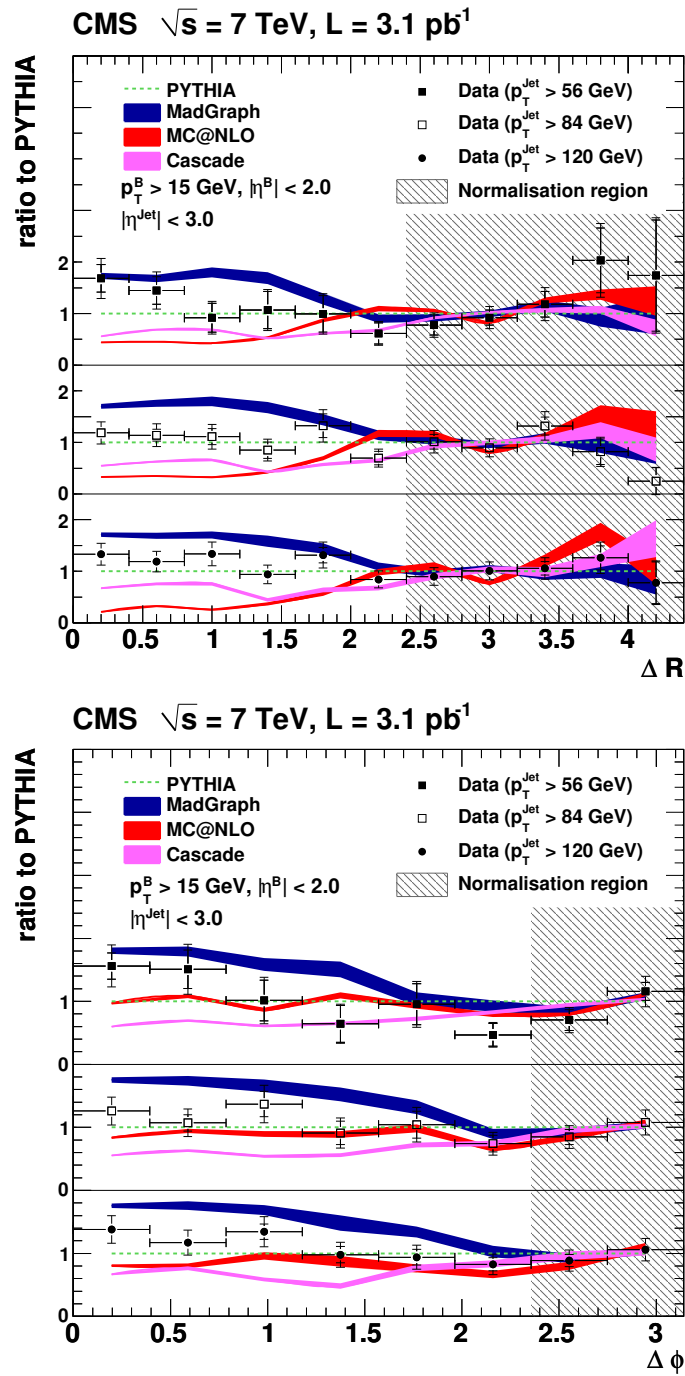 CMS √s = 7 TeV, L = 3.1 pb⁻¹
ratio to PYTHIA
PYTHIA
MadGraph
MC@NLO
Cascade
p_T^B > 15 GeV, |η^B| < 2.0
|η^Jet| < 3.0
Data (p_T^Jet > 56 GeV)
Data (p_T^Jet > 84 GeV)
Data (p_T^Jet > 120 GeV)
Normalisation region
2
1
0
2
1
0
2
1
0
0 0.5 1 1.5 2 2.5 3 3.5 4
Δ R
CMS √s = 7 TeV, L = 3.1 pb⁻¹
ratio to PYTHIA
PYTHIA
MadGraph
MC@NLO
Cascade
p_T^B > 15 GeV, |η^B| < 2.0
|η^Jet| < 3.0
Data (p_T^Jet > 56 GeV)
Data (p_T^Jet > 84 GeV)
Data (p_T^Jet > 120 GeV)
Normalisation region
1
0
1
0
1
0
0 0.5 1 1.5 2 2.5 3
Δ ϕ